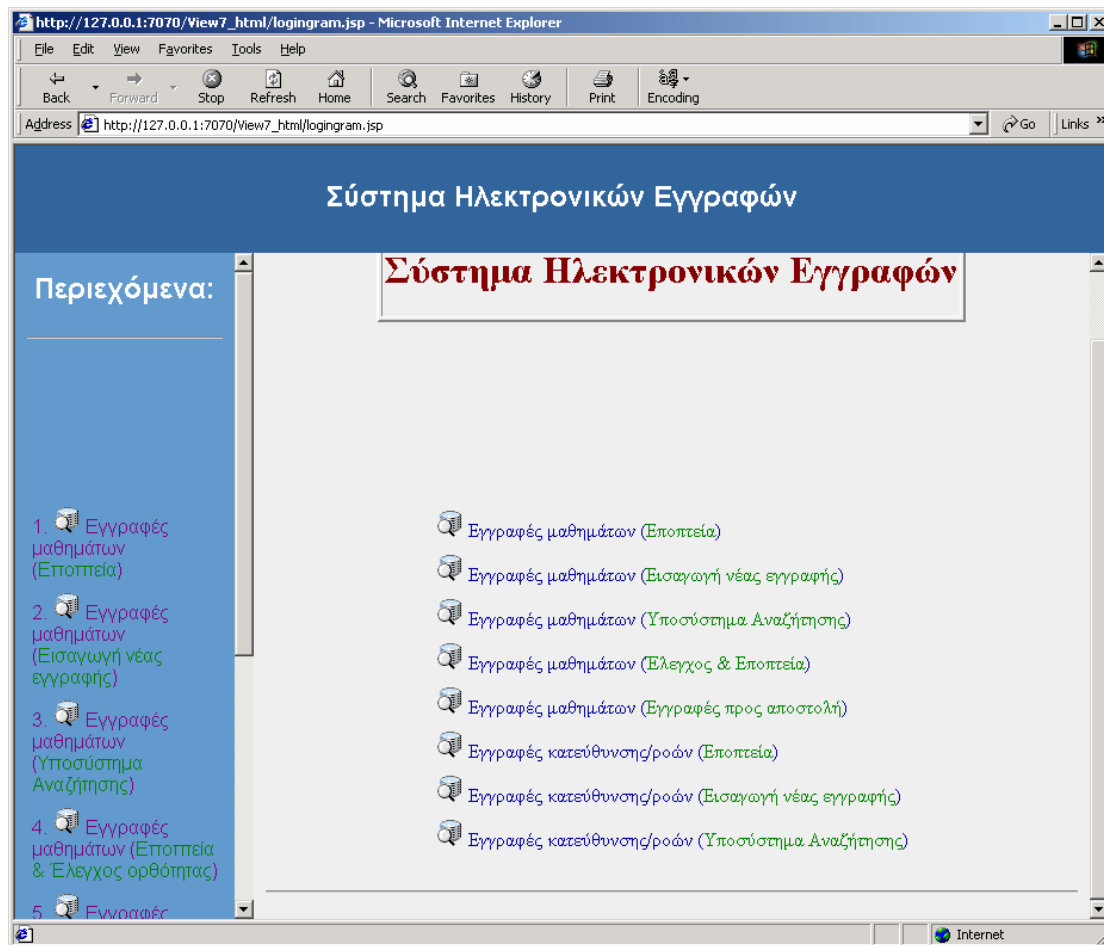 http://127.0.0.1:7070/View7_html/logingram.jsp - Microsoft Internet Explorer
File Edit View Favorites Tools Help
Back Forward Stop Refresh Home Search Favorites History Print Encoding
Address http://127.0.0.1:7070/View7_html/logingram.jsp Go Links »
Σύστημα Ηλεκτρονικών Εγγραφών
Περιεχόμενα:
1. Εγγραφές
μαθημάτων
(Εποπτεία)
2. Εγγραφές
μαθημάτων
(Εισαγωγή νέας
εγγραφής)
3. Εγγραφές
μαθημάτων
(Υποσύστημα
Αναζήτησης)
4. Εγγραφές
μαθημάτων (Εποπτεία
& Έλεγχος ορθότητας)
5. Εγγραφές
Σύστημα Ηλεκτρονικών Εγγραφών
Εγγραφές μαθημάτων (Εποπτεία)
Εγγραφές μαθημάτων (Εισαγωγή νέας εγγραφής)
Εγγραφές μαθημάτων (Υποσύστημα Αναζήτησης)
Εγγραφές μαθημάτων (Έλεγχος & Εποπτεία)
Εγγραφές μαθημάτων (Εγγραφές προς αποστολή)
Εγγραφές κατεύθυνσης/ροών (Εποπτεία)
Εγγραφές κατεύθυνσης/ροών (Εισαγωγή νέας εγγραφής)
Εγγραφές κατεύθυνσης/ροών (Υποσύστημα Αναζήτησης)
Internet